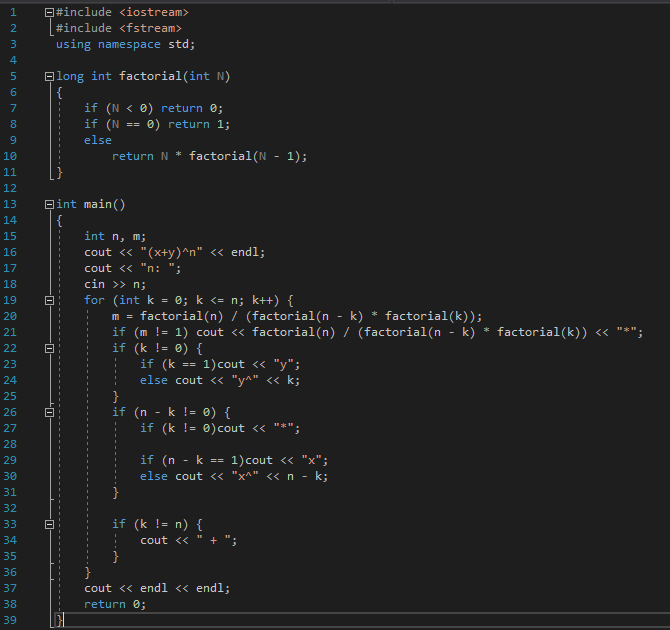 1 #include <iostream>
2 #include <fstream>
3 using namespace std;
4
5 long int factorial(int N)
6 {
7 if (N < 0) return 0;
8 if (N == 0) return 1;
9 else
10 return N * factorial(N - 1);
11 }
12
13 int main()
14 {
15 int n, m;
16 cout << "(x+y)^n" << endl;
17 cout << "n: ";
18 cin >> n;
19 for (int k = 0; k <= n; k++) {
20 m = factorial(n) / (factorial(n - k) * factorial(k));
21 if (m != 1) cout << factorial(n) / (factorial(n - k) * factorial(k)) << "*";
22 if (k != 0) {
23 if (k == 1)cout << "y";
24 else cout << "y^" << k;
25 }
26 if (n - k != 0) {
27 if (k != 0)cout << "*";
28
29 if (n - k == 1)cout << "x";
30 else cout << "x^" << n - k;
31 }
32
33 if (k != n) {
34 cout << " + ";
35 }
36 }
37 cout << endl << endl;
38 return 0;
39 }